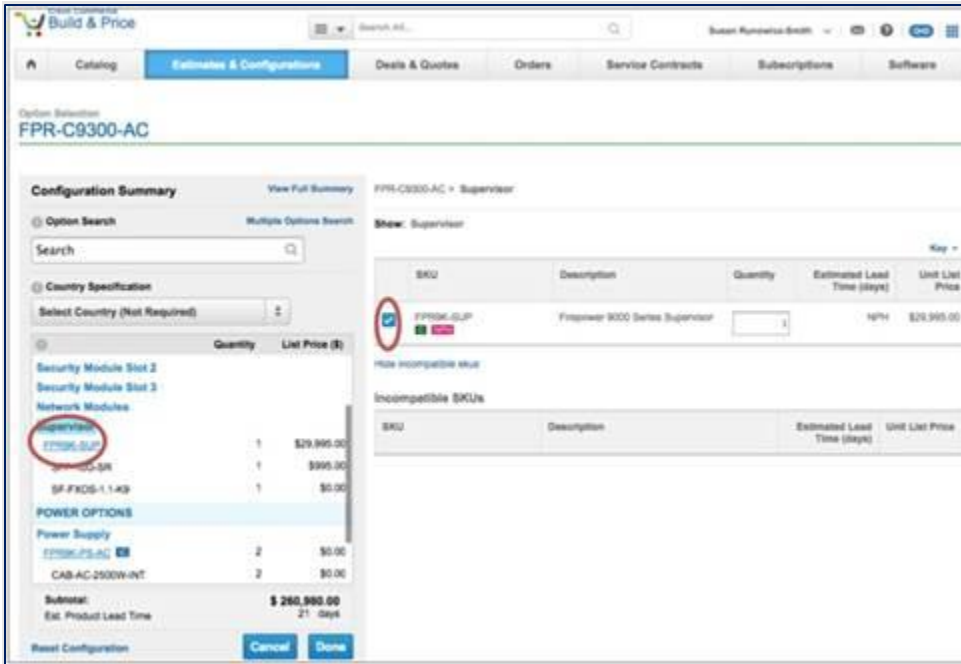 Cisco Commerce
Build & Price
Search All...
Catalog
Estimates & Configurations
Deals & Quotes
Orders
Service Contracts
Subscriptions
Software
Option Selection
FPR-C9300-AC
Configuration Summary
View Full Summary
Option Search
Multiple Options Search
Search
Country Specification
Select Country (Not Required)
Quantity
List Price ($)
Security Module Slot 2
Security Module Slot 3
Network Modules
Supervisor
FPR9K-SUP 1 $29,995.00
1 $995.00
SF-FXOS-1.1-K9 1 $0.00
POWER OPTIONS
Power Supply
FPR9K-PS-AC C 2 $0.00
CAB-AC-2500W-INT 2 $0.00
Subtotal: $ 260,980.00
Est. Product Lead Time 21 days
Reset Configuration
Cancel
Done
FPR-C9300-AC > Supervisor
Show: Supervisor
Key
SKU
Description
Quantity
Estimated Lead Time (days)
Unit List Price
FPR9K-SUP
C NPH
Firepower 9000 Series Supervisor
1
NPH
$29,995.00
Hide incompatible skus
Incompatible SKUs
SKU
Description
Estimated Lead Time (days)
Unit List Price